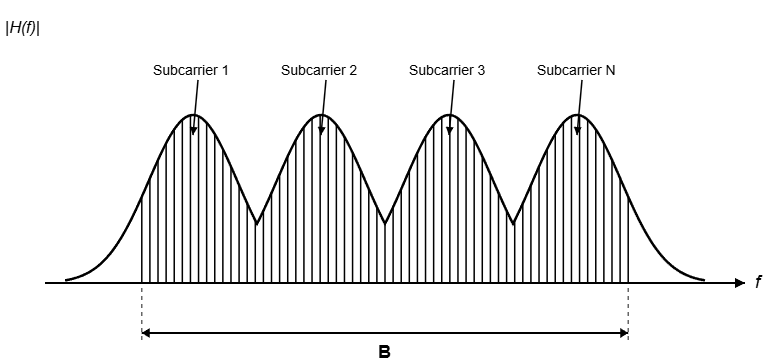 |H(f)|
Subcarrier 1
Subcarrier 2
Subcarrier 3
Subcarrier N
f
B